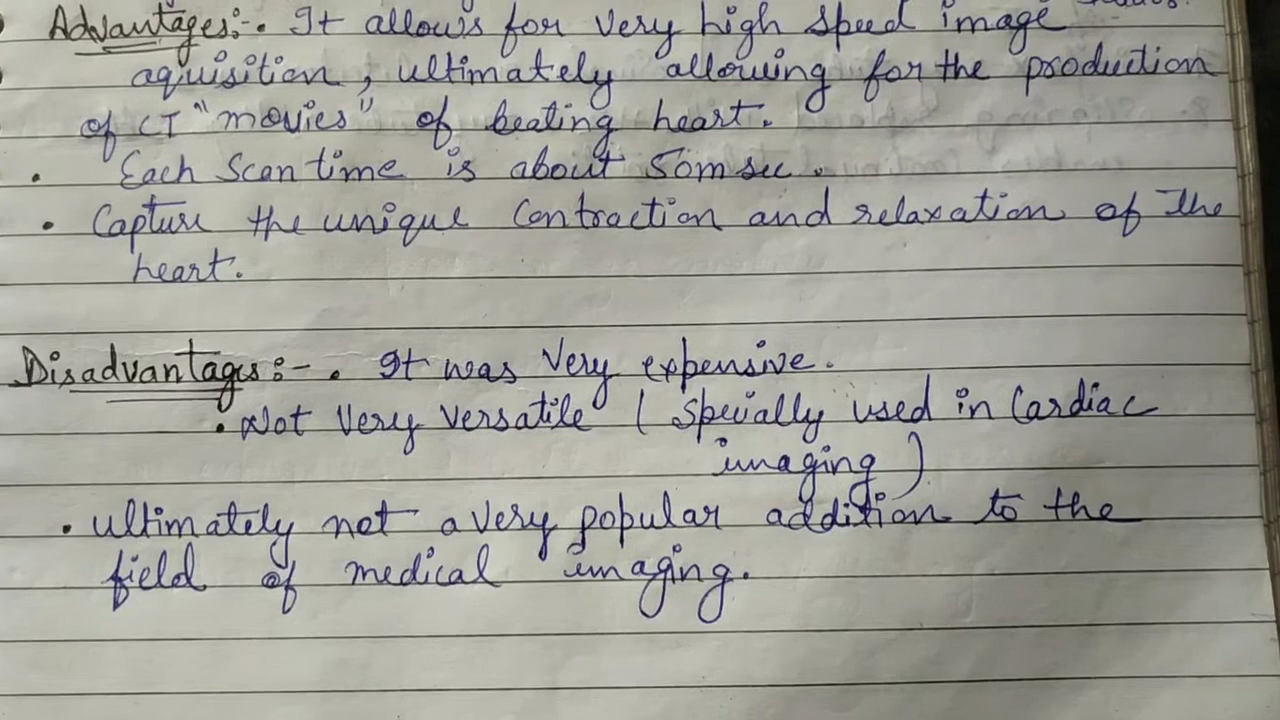 Advantages:- . It allows for very high speed image
aquisition, ultimately allowing for the production
of CT "movies" of beating heart.
. Each Scan time is about 50m sec.
. Capture the unique Contraction and relaxation of the
heart.
Disadvantages:- . It was Very expensive.
. Not Very Versatile ( Specially used in Cardiac
imaging)
. ultimately not a very popular addition to the
field of medical imaging.